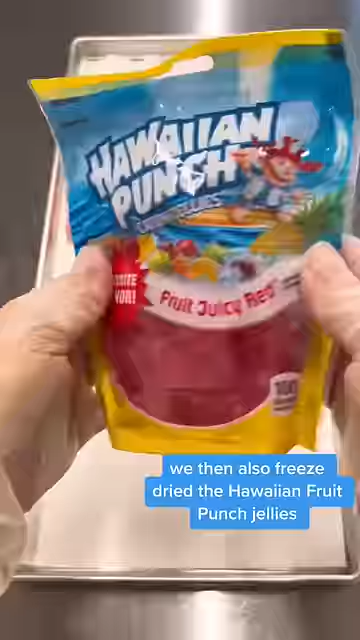 HAWAIIAN
PUNCH
Fruit Juicy Red
we then also freeze
dried the Hawaiian Fruit
Punch jellies